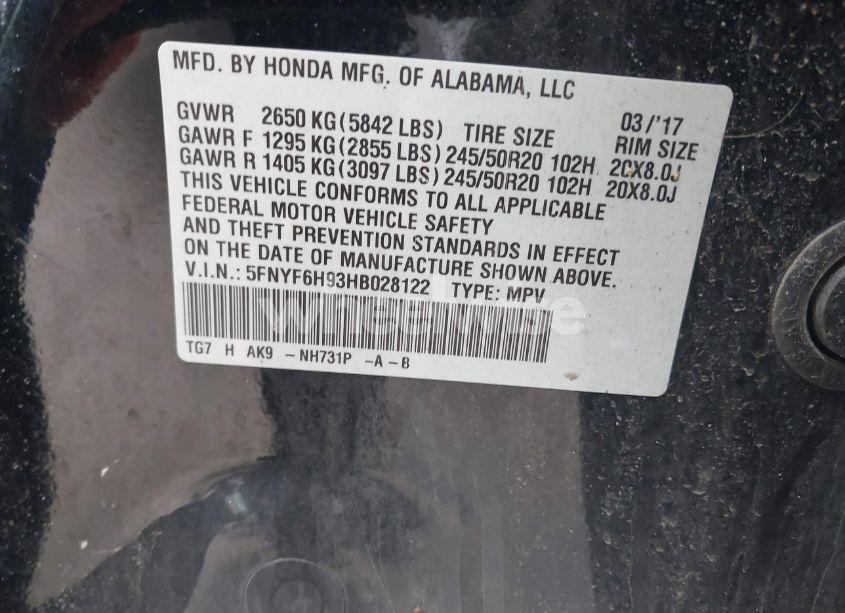 MFD. BY HONDA MFG. OF ALABAMA, LLC
GVWR 2650 KG(5842 LBS) TIRE SIZE 03/'17 RIM SIZE
GAWR F 1295 KG(2855 LBS)245/50R20 102H 20X8.0J
GAWR R 1405 KG(3097 LBS)245/50R20 102H 20X8.0J
THIS VEHICLE CONFORMS TO ALL APPLICABLE
FEDERAL MOTOR VEHICLE SAFETY
AND THEFT PREVENTION STANDARDS IN EFFECT
ON THE DATE OF MANUFACTURE SHOWN ABOVE.
V.I.N.: 5FNYF6H93HB028122 TYPE: MPV
wheelwise
TG7 H AK9 -NH731P -A-B